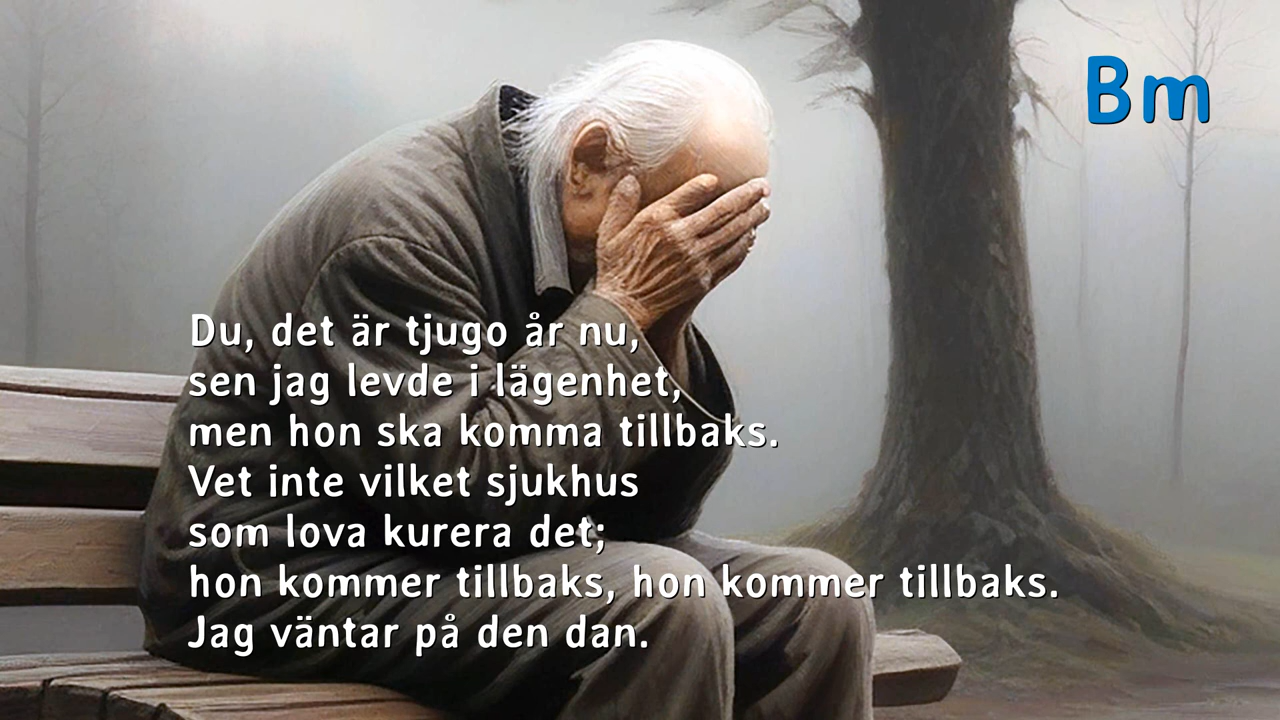 Bm
Du, det är tjugo år nu,
sen jag levde i lägenhet,
men hon ska komma tillbaks.
Vet inte vilket sjukhus
som lova kurera det;
hon kommer tillbaks, hon kommer tillbaks.
Jag väntar på den dan.